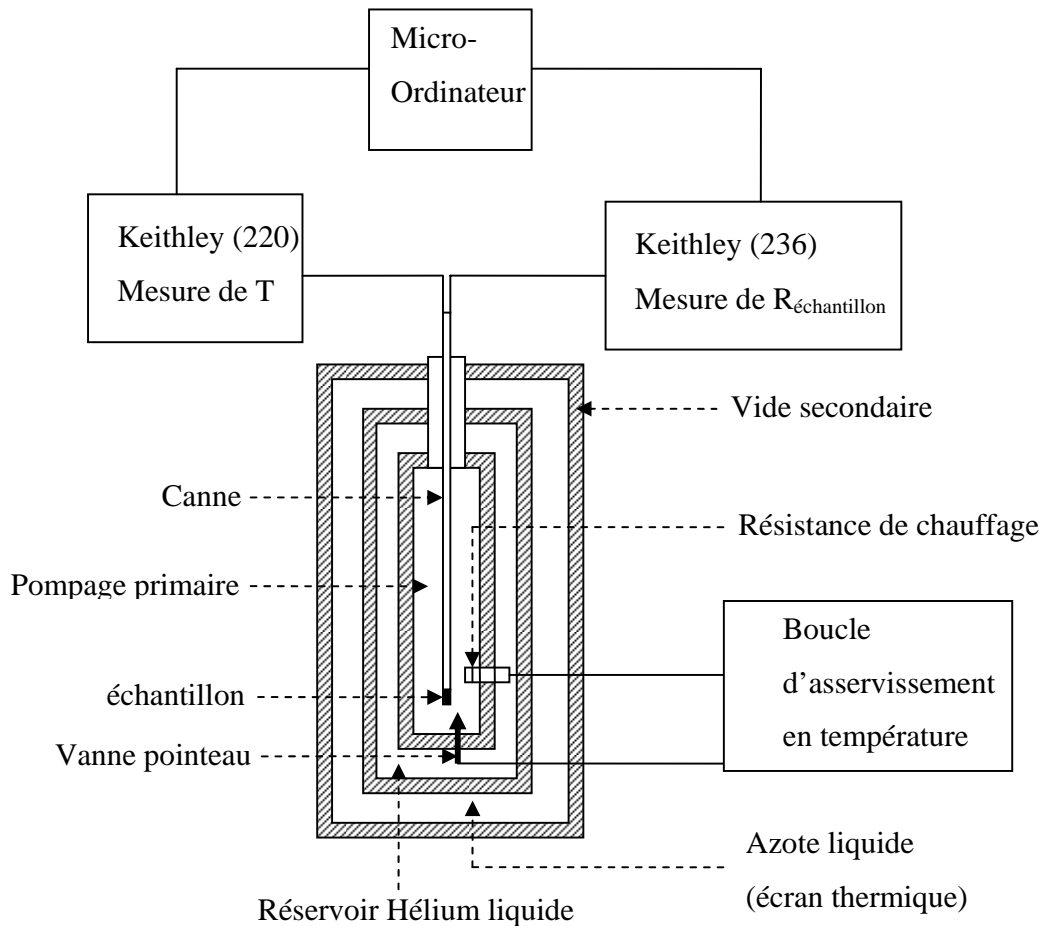 Micro-
Ordinateur
Keithley (220)
Mesure de T
Keithley (236)
Mesure de Réchantillon
Vide secondaire
Canne
Résistance de chauffage
Pompage primaire
Boucle
d’asservissement
en température
échantillon
Vanne pointeau
Azote liquide
(écran thermique)
Réservoir Hélium liquide